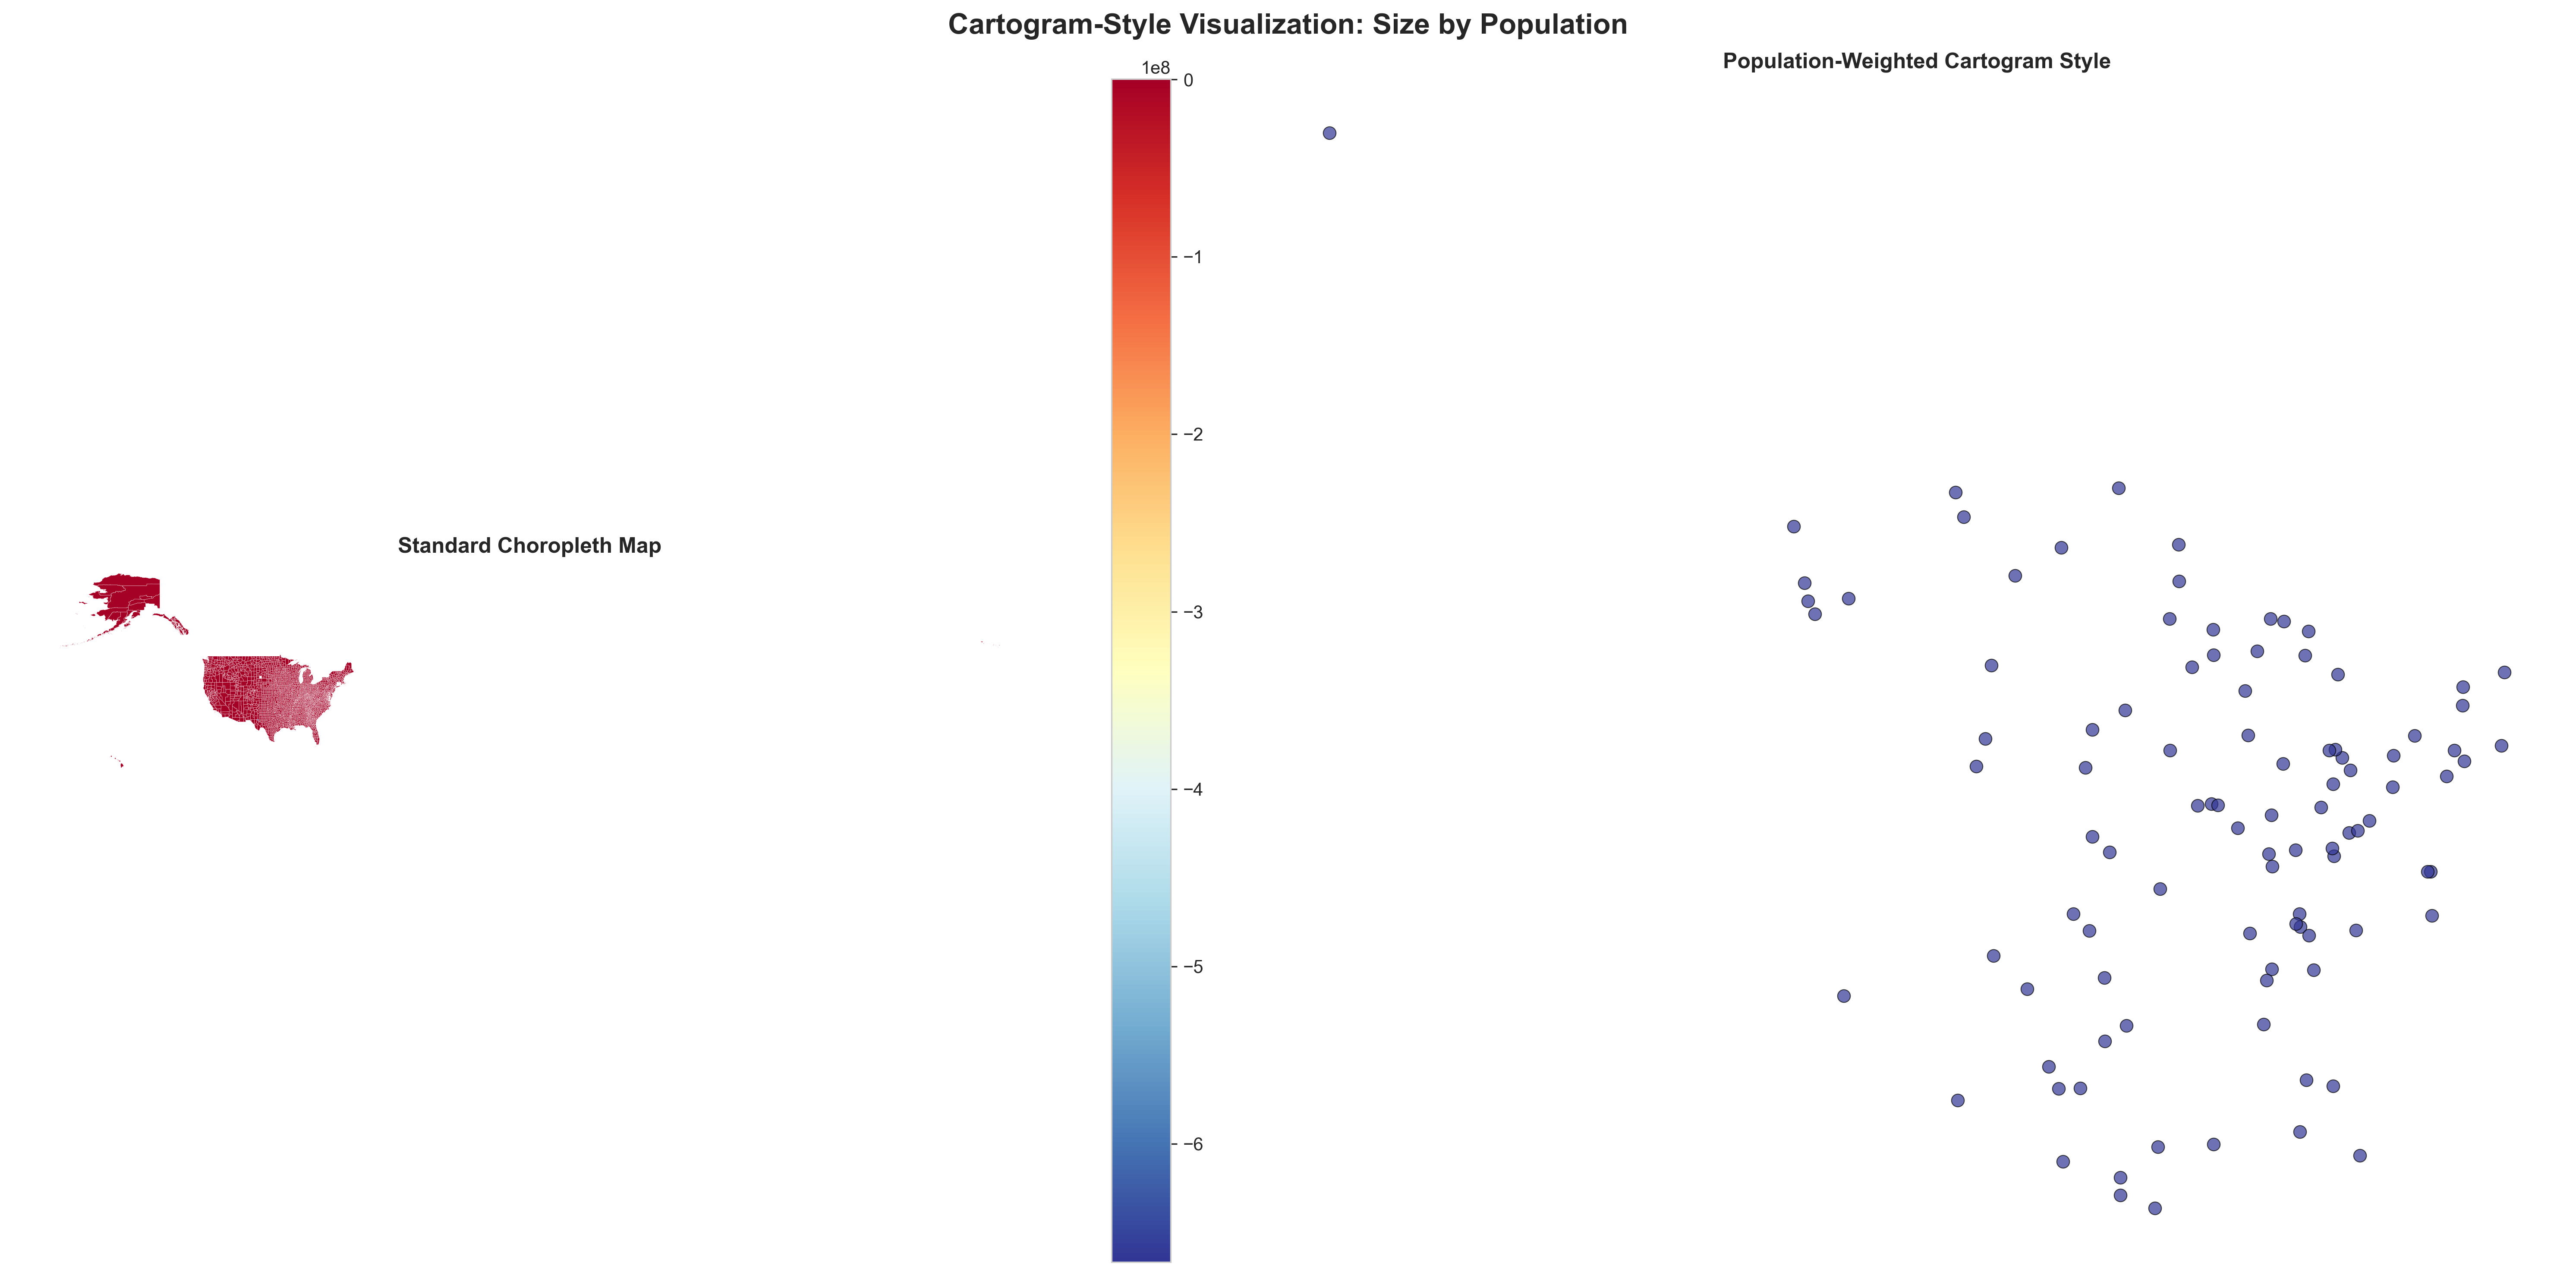 Cartogram-Style Visualization: Size by Population
Population-Weighted Cartogram Style
1e8
0
−1
−2
−3
−4
−5
−6
Standard Choropleth Map